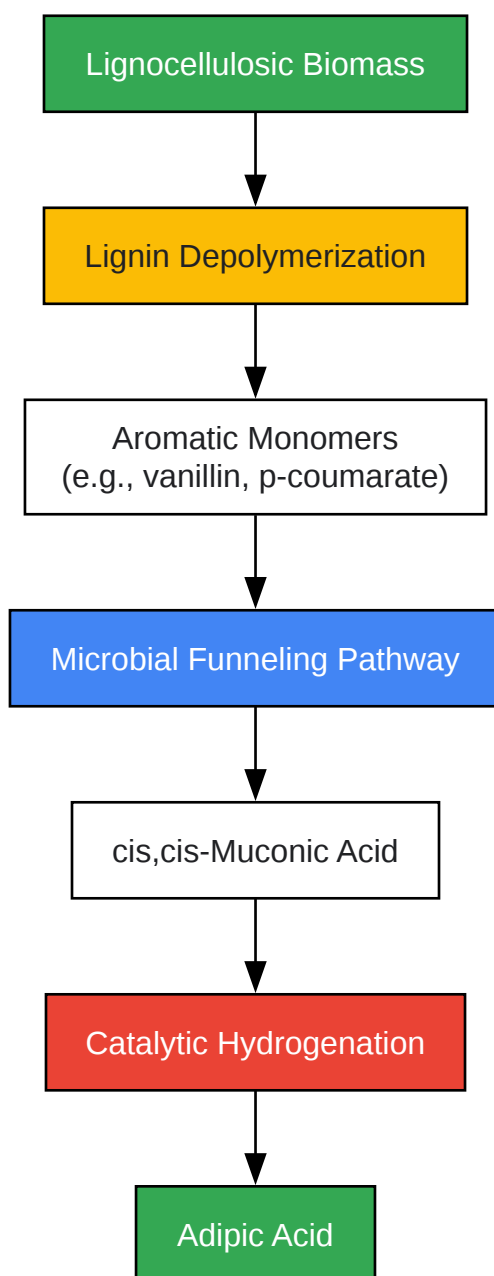 Lignocellulosic Biomass
Lignin Depolymerization
Aromatic Monomers
(e.g., vanillin, p-coumarate)
Microbial Funneling Pathway
cis,cis-Muconic Acid
Catalytic Hydrogenation
Adipic Acid